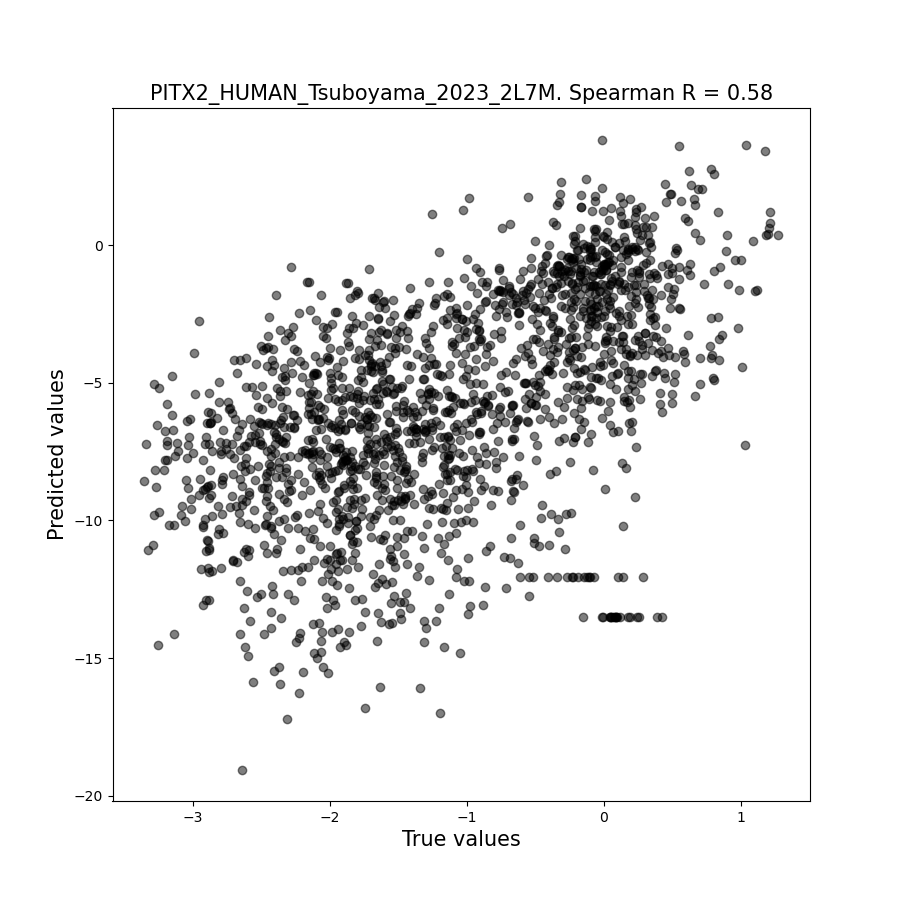 PITX2_HUMAN_Tsuboyama_2023_2L7M. Spearman R = 0.58
0
−5
−10
−15
−20
Predicted values
−3 −2 −1 0 1
True values